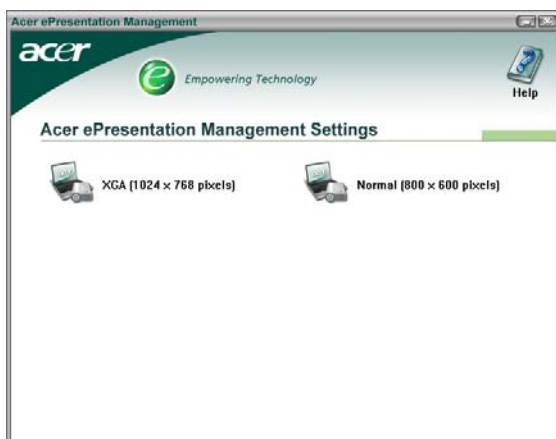 Acer ePresentation Management
acer
e Empowering Technology
Help
Acer ePresentation Management Settings
XGA (1024 x 768 pixels)
Normal (800 x 600 pixels)